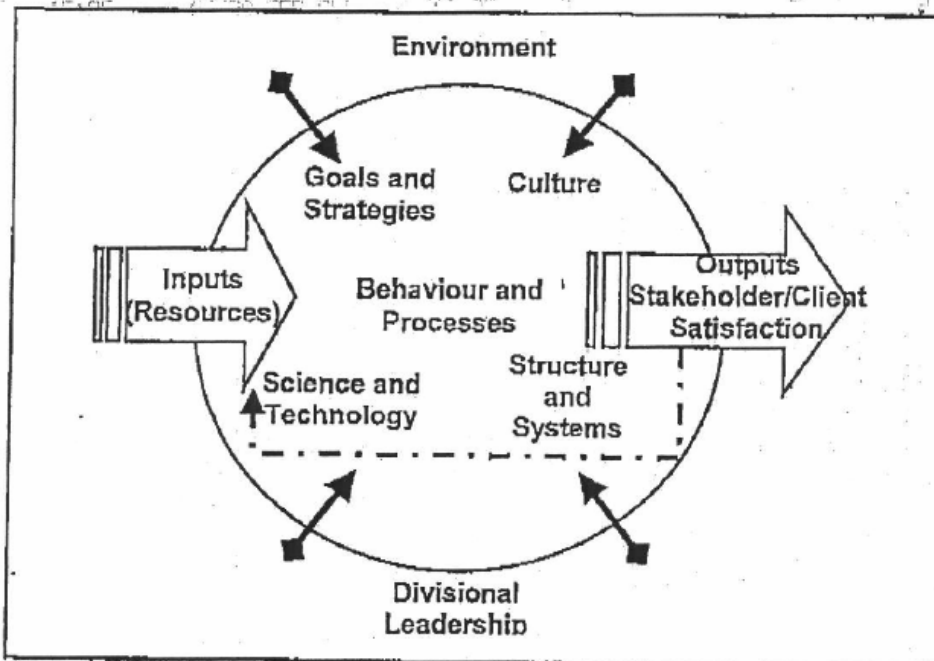 Environment
Goals and
Strategies
Culture
Inputs
(Resources)
Behaviour and
Processes
Outputs
Stakeholder/Client
Satisfaction
Science and
Technology
Structure
and
Systems
Divisional
Leadership